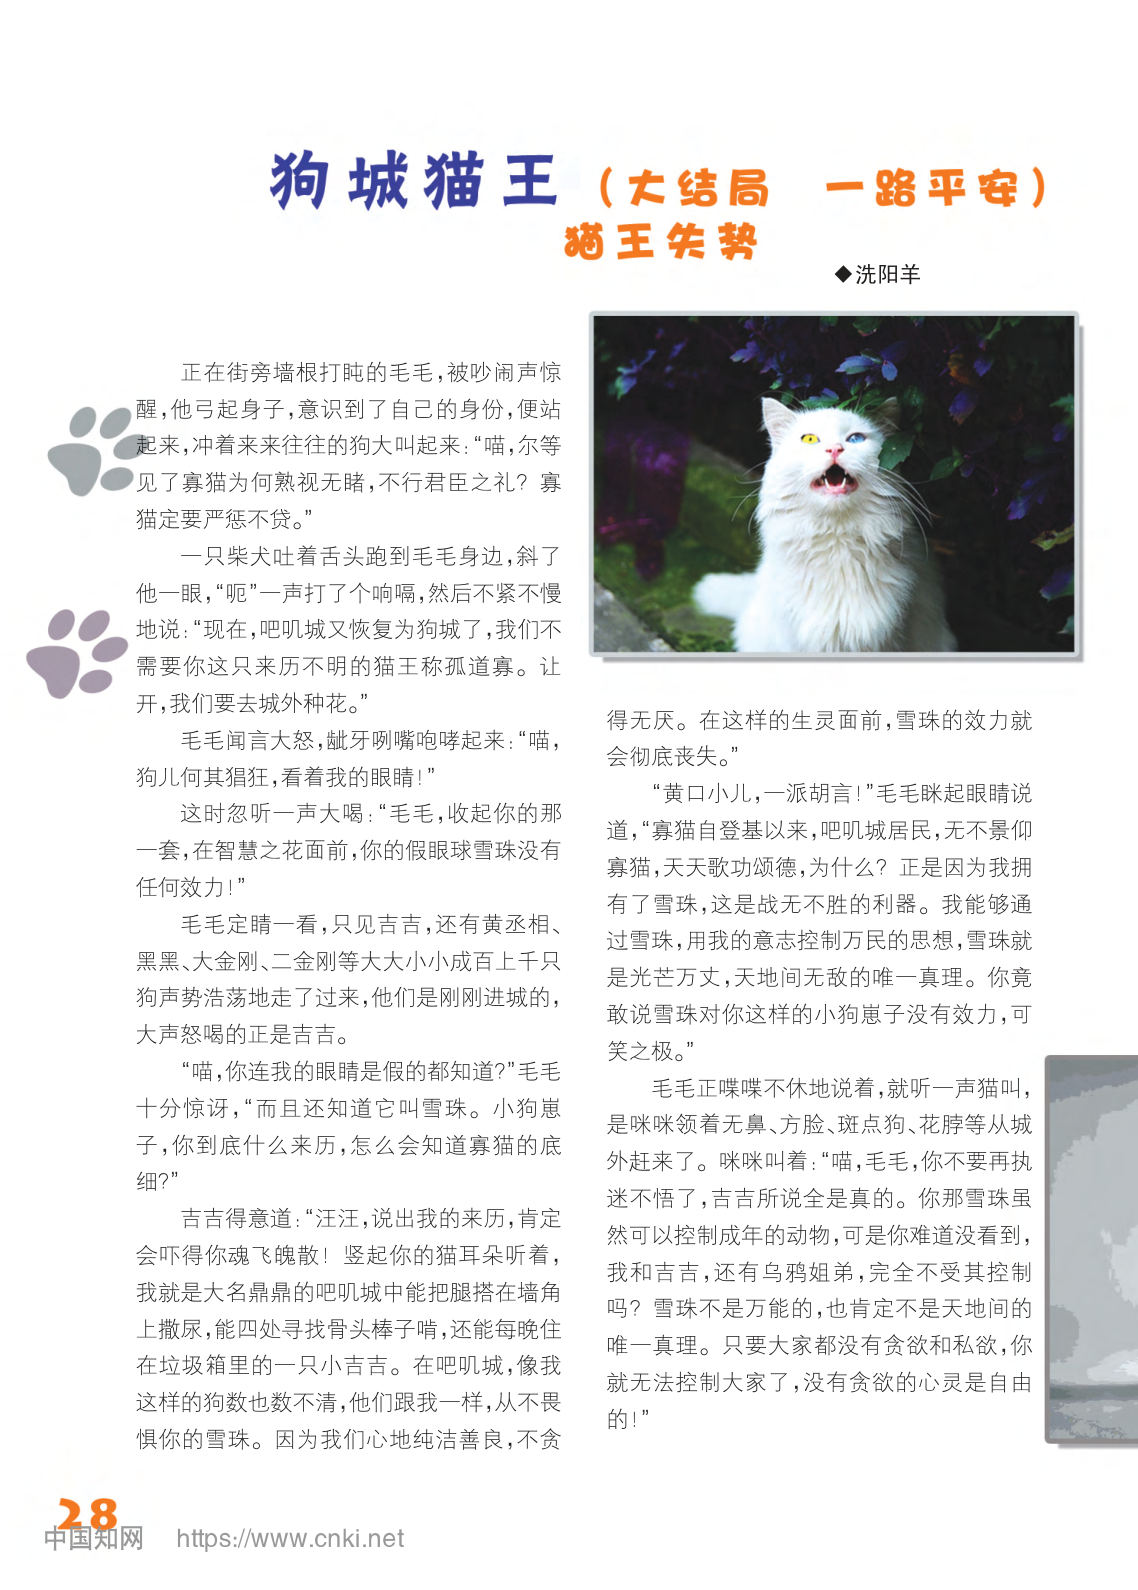 狗城猫王（大结局　一路平安）
猫王失势
◆洗阳羊
正在街旁墙根打盹的毛毛，被吵闹声惊
醒，他弓起身子，意识到了自己的身份，便站
起来，冲着来来往往的狗大叫起来：“喵，尔等
见了寡猫为何熟视无睹，不行君臣之礼？寡
猫定要严惩不贷。”
一只柴犬吐着舌头跑到毛毛身边，斜了
他一眼，“呃”一声打了个响嗝，然后不紧不慢
地说：“现在，吧叽城又恢复为狗城了，我们不
需要你这只来历不明的猫王称孤道寡。让
开，我们要去城外种花。”
毛毛闻言大怒，龇牙咧嘴咆哮起来：“喵，
狗儿何其猖狂，看着我的眼睛！”
这时忽听一声大喝：“毛毛，收起你的那
一套，在智慧之花面前，你的假眼球雪珠没有
任何效力！”
毛毛定睛一看，只见吉吉，还有黄丞相、
黑黑、大金刚、二金刚等大大小小成百上千只
狗声势浩荡地走了过来，他们是刚刚进城的，
大声怒喝的正是吉吉。
“喵，你连我的眼睛是假的都知道？”毛毛
十分惊讶，“而且还知道它叫雪珠。小狗崽
子，你到底什么来历，怎么会知道寡猫的底
细？”
吉吉得意道：“汪汪，说出我的来历，肯定
会吓得你魂飞魄散！竖起你的猫耳朵听着，
我就是大名鼎鼎的吧叽城中能把腿搭在墙角
上撒尿，能四处寻找骨头棒子啃，还能每晚住
在垃圾箱里的一只小吉吉。在吧叽城，像我
这样的狗数也数不清，他们跟我一样，从不畏
惧你的雪珠。因为我们心地纯洁善良，不贪
得无厌。在这样的生灵面前，雪珠的效力就
会彻底丧失。”
“黄口小儿，一派胡言！”毛毛眯起眼睛说
道，“寡猫自登基以来，吧叽城居民，无不景仰
寡猫，天天歌功颂德，为什么？正是因为我拥
有了雪珠，这是战无不胜的利器。我能够通
过雪珠，用我的意志控制万民的思想，雪珠就
是光芒万丈，天地间无敌的唯一真理。你竟
敢说雪珠对你这样的小狗崽子没有效力，可
笑之极。”
毛毛正喋喋不休地说着，就听一声猫叫，
是咪咪领着无鼻、方脸、斑点狗、花脖等从城
外赶来了。咪咪叫着：“喵，毛毛，你不要再执
迷不悟了，吉吉所说全是真的。你那雪珠虽
然可以控制成年的动物，可是你难道没看到，
我和吉吉，还有乌鸦姐弟，完全不受其控制
吗？雪珠不是万能的，也肯定不是天地间的
唯一真理。只要大家都没有贪欲和私欲，你
就无法控制大家了，没有贪欲的心灵是自由
的！”
28
中国知网　https://www.cnki.net